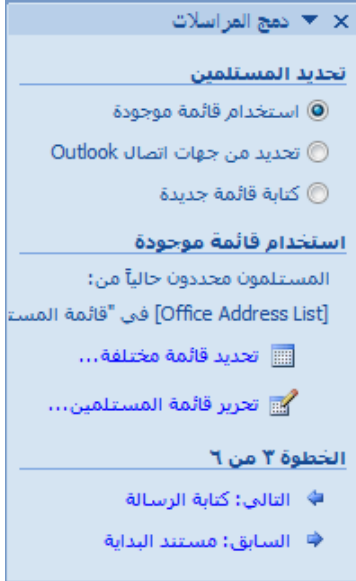 دمج المراسلات
تحديد المستلمين
استخدام قائمة موجودة
تحديد من جهات اتصال Outlook
كتابة قائمة جديدة
استخدام قائمة موجودة
المستلمون محددون حالياً من:
[Office Address List] في "قائمة
تحديد قائمة مختلفة...
تحرير قائمة المستلمين...
الخطوة ٣ من ٦
التالي: كتابة الرسالة
السابق: مستند البداية